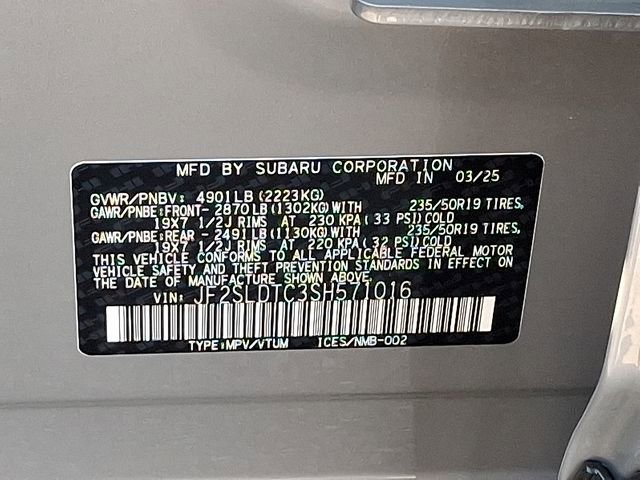 MFD BY SUBARU CORPORATION
MFD IN 03/25
GVWR/PNBV: 4901LB(2223KG)
GAWR/PNBE:FRONT- 2870LB(1302KG)WITH 235/50R19 TIRES,
19X7 1/2J RIMS AT 230 KPA(33 PSI)COLD
GAWR/PNBE:REAR - 2491LB(1130KG)WITH 235/50R19 TIRES,
19X7 1/2J RIMS AT 220 KPA(32 PSI)COLD
THIS VEHICLE CONFORMS TO ALL APPLICABLE FEDERAL MOTOR
VEHICLE SAFETY AND THEFT PREVENTION STANDARDS IN EFFECT ON
THE DATE OF MANUFACTURE SHOWN ABOVE.
VIN: JF2SLDTC3SH571016
TYPE:MPV/VTUM ICES/NMB-002